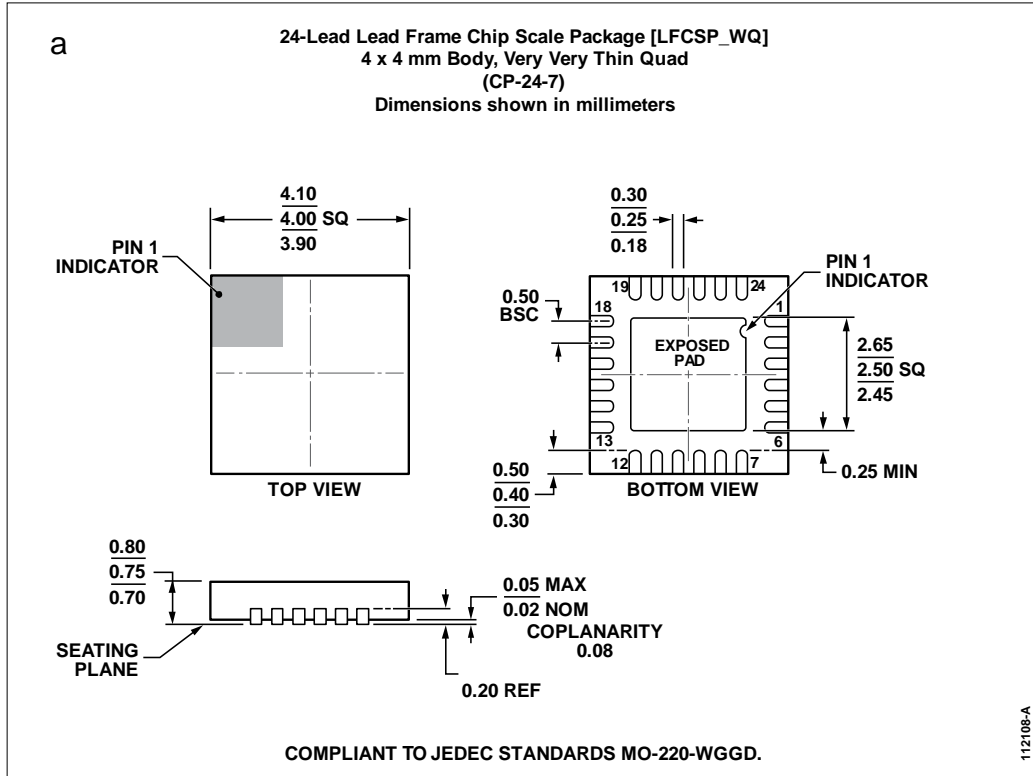 a
24-Lead Lead Frame Chip Scale Package [LFCSP_WQ]
4 x 4 mm Body, Very Very Thin Quad
(CP-24-7)
Dimensions shown in millimeters
4.10
4.00 SQ
3.90
PIN 1
INDICATOR
TOP VIEW
0.30
0.25
0.18
PIN 1
INDICATOR
0.50
BSC
19
24
18
1
EXPOSED
PAD
2.65
2.50 SQ
2.45
13
6
12
7
0.25 MIN
0.50
0.40
0.30
BOTTOM VIEW
0.80
0.75
0.70
SEATING
PLANE
0.05 MAX
0.02 NOM
COPLANARITY
0.08
0.20 REF
COMPLIANT TO JEDEC STANDARDS MO-220-WGGD.
112108-A